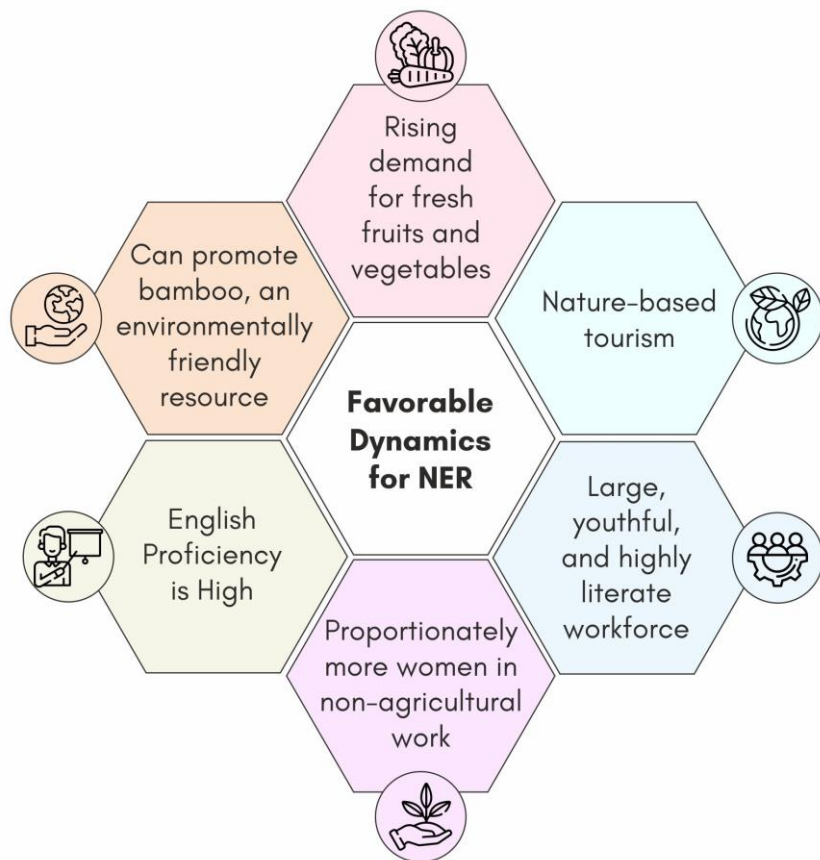 Rising
demand
for fresh
fruits and
vegetables
Can promote
bamboo, an
environmentally
friendly
resource
Nature-based
tourism
Favorable
Dynamics
for NER
English
Proficiency
is High
Large,
youthful,
and highly
literate
workforce
Proportionately
more women in
non-agricultural
work